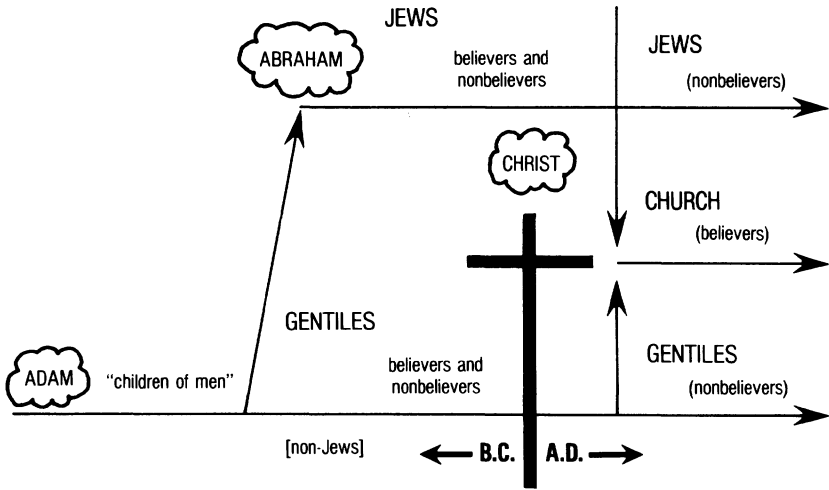 JEWS
ABRAHAM
believers and
nonbelievers
JEWS
(nonbelievers)
CHRIST
CHURCH
(believers)
GENTILES
believers and
nonbelievers
GENTILES
(nonbelievers)
ADAM
"children of men"
[non-Jews]
B.C.
A.D.